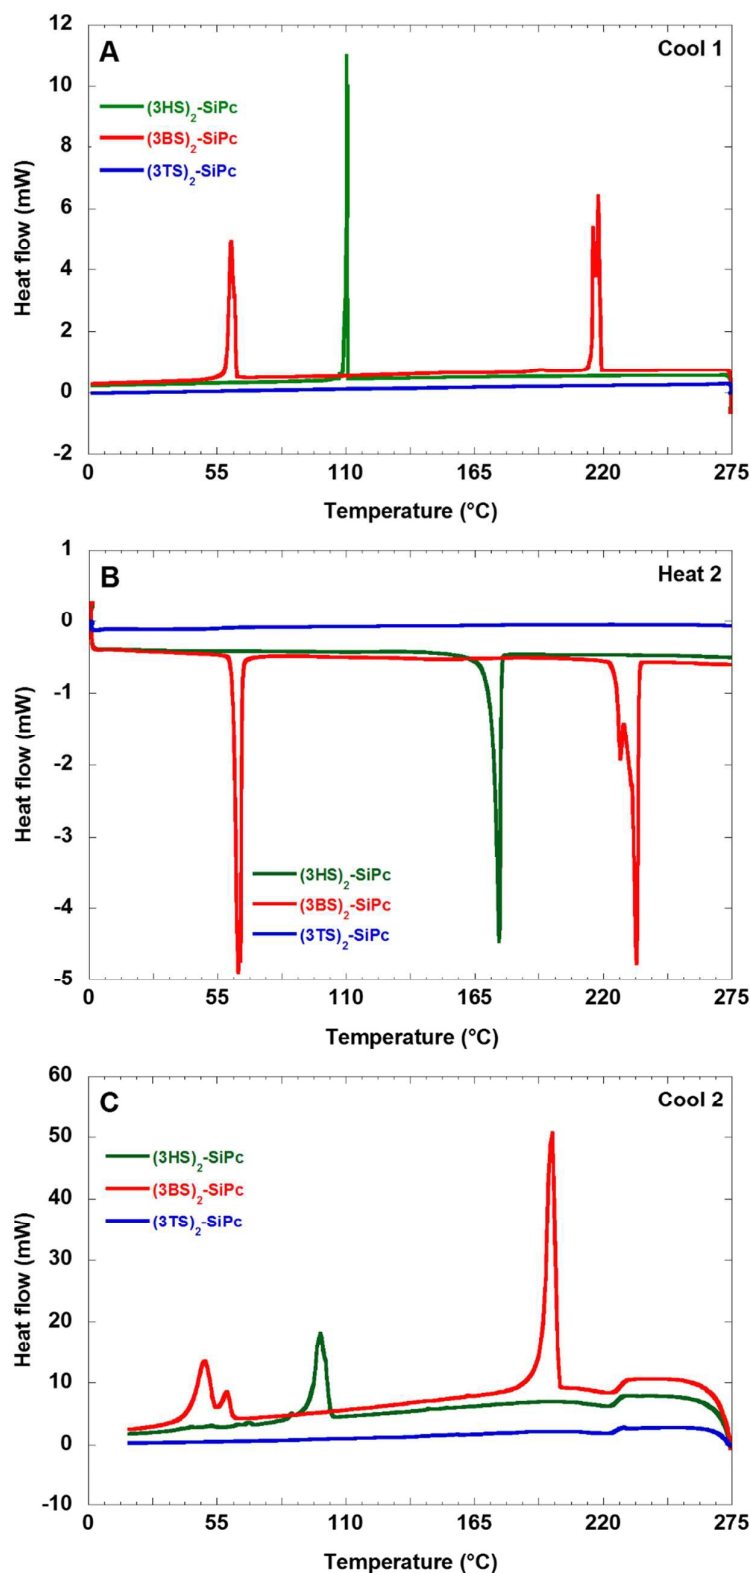 12
A
Cool 1
10
(3HS)2-SiPc
8
(3BS)2-SiPc
(3TS)2-SiPc
6
4
2
0
-2
Heat flow (mW)
0 55 110 165 220 275
Temperature (°C)
1
B
Heat 2
0
-1
-2
-3
(3HS)2-SiPc
(3BS)2-SiPc
-4
(3TS)2-SiPc
-5
Heat flow (mW)
0 55 110 165 220 275
Temperature (°C)
60
C
Cool 2
50
(3HS)2-SiPc
(3BS)2-SiPc
40
(3TS)2-SiPc
30
20
10
0
-10
Heat flow (mW)
0 55 110 165 220 275
Temperature (°C)